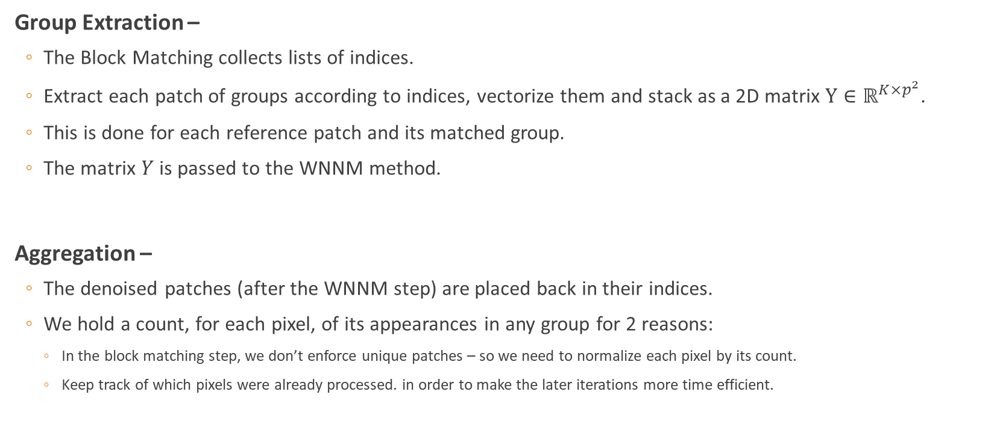 Group Extraction –
◦ The Block Matching collects lists of indices.
◦ Extract each patch of groups according to indices, vectorize them and stack as a 2D matrix Y ∈ ℝ^{K×p²}.
◦ This is done for each reference patch and its matched group.
◦ The matrix Y is passed to the WNNM method.
Aggregation –
◦ The denoised patches (after the WNNM step) are placed back in their indices.
◦ We hold a count, for each pixel, of its appearances in any group for 2 reasons:
◦ In the block matching step, we don’t enforce unique patches – so we need to normalize each pixel by its count.
◦ Keep track of which pixels were already processed. in order to make the later iterations more time efficient.